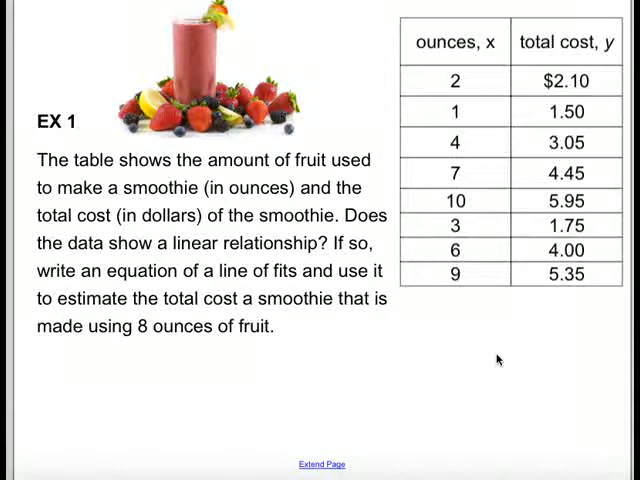 ounces, x total cost, y
2 $2.10
1 1.50
4 3.05
7 4.45
10 5.95
3 1.75
6 4.00
9 5.35
EX 1
The table shows the amount of fruit used
to make a smoothie (in ounces) and the
total cost (in dollars) of the smoothie. Does
the data show a linear relationship? If so,
write an equation of a line of fits and use it
to estimate the total cost a smoothie that is
made using 8 ounces of fruit.
Extend Page